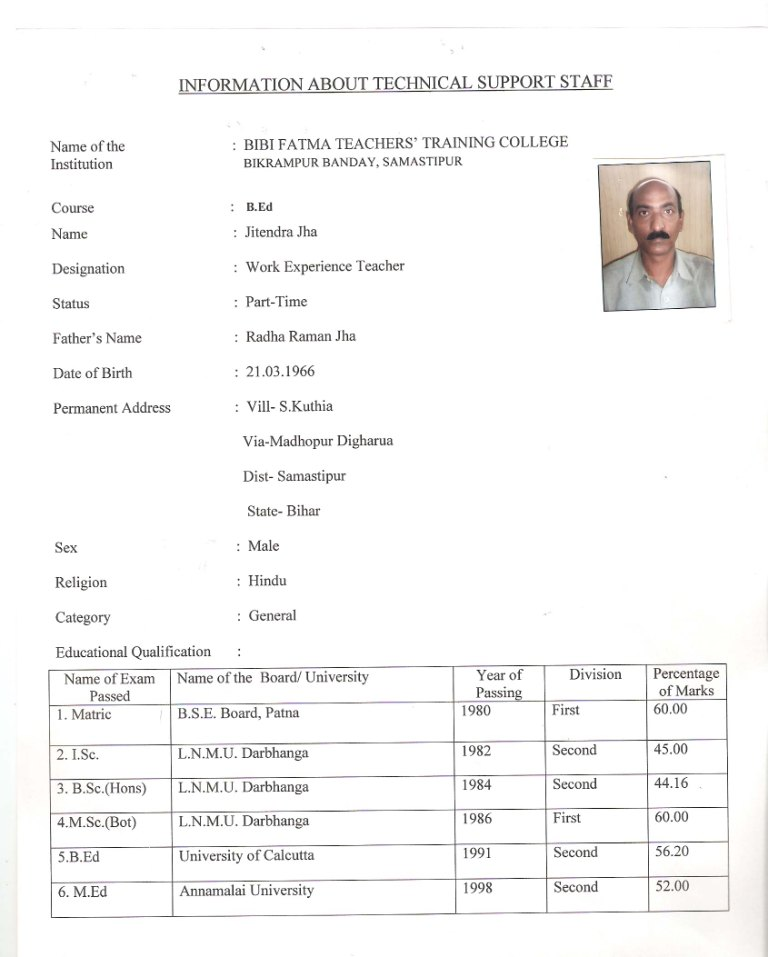 INFORMATION ABOUT TECHNICAL SUPPORT STAFF
Name of the Institution : BIBI FATMA TEACHERS' TRAINING COLLEGE
BIKRAMPUR BANDAY, SAMASTIPUR
Course : B.Ed
Name : Jitendra Jha
Designation : Work Experience Teacher
Status : Part-Time
Father's Name : Radha Raman Jha
Date of Birth : 21.03.1966
Permanent Address : Vill- S.Kuthia
Via-Madhopur Digharua
Dist- Samastipur
State- Bihar
Sex : Male
Religion : Hindu
Category : General
Educational Qualification :
Name of Exam Passed Name of the Board/ University Year of Passing Division Percentage of Marks
1. Matric B.S.E. Board, Patna 1980 First 60.00
2. I.Sc. L.N.M.U. Darbhanga 1982 Second 45.00
3. B.Sc.(Hons) L.N.M.U. Darbhanga 1984 Second 44.16
4.M.Sc.(Bot) L.N.M.U. Darbhanga 1986 First 60.00
5.B.Ed University of Calcutta 1991 Second 56.20
6. M.Ed Annamalai University 1998 Second 52.00